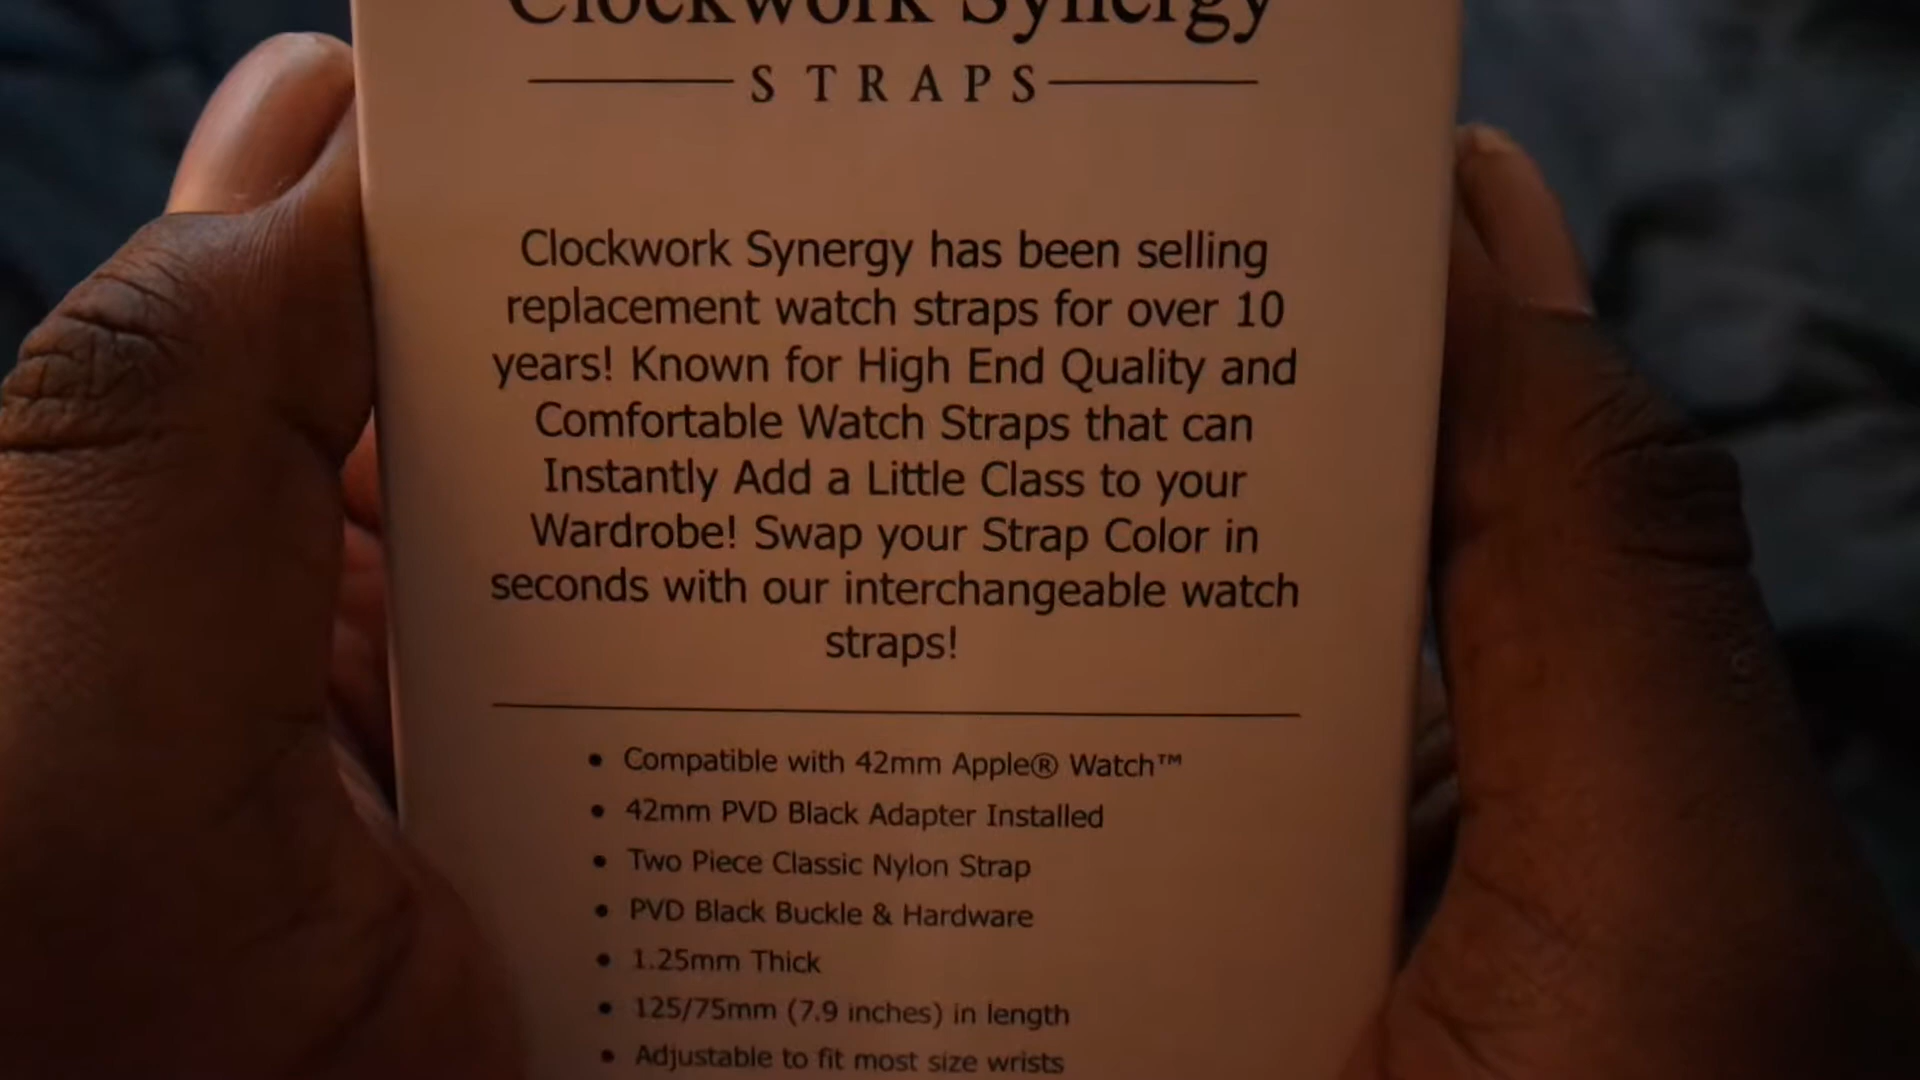 Clockwork Synergy
STRAPS
Clockwork Synergy has been selling
replacement watch straps for over 10
years! Known for High End Quality and
Comfortable Watch Straps that can
Instantly Add a Little Class to your
Wardrobe! Swap your Strap Color in
seconds with our interchangeable watch
straps!
• Compatible with 42mm Apple® Watch™
• 42mm PVD Black Adapter Installed
• Two Piece Classic Nylon Strap
• PVD Black Buckle & Hardware
• 1.25mm Thick
• 125/75mm (7.9 inches) in length
• Adjustable to fit most size wrists